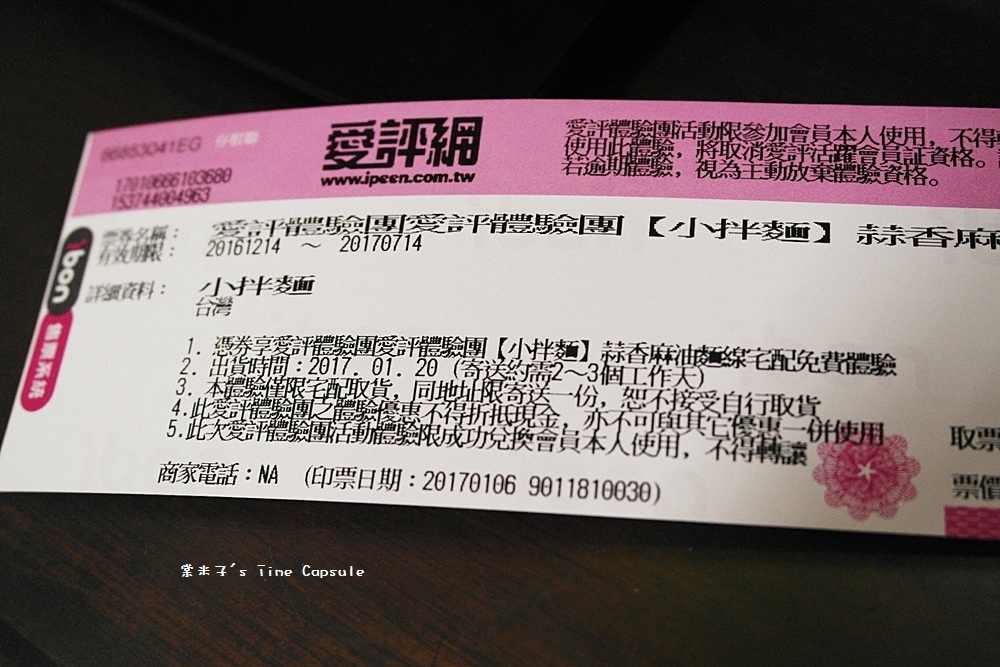 06853041EG
愛評網
www.ipeen.com.tw
愛評體驗團活動限參加會員本人使用，不得
使用此體驗，將取消愛評活躍會員証資格。
若逾期體驗，視為主動放棄體驗資格。
17010666103680
153744004963
票券名稱： 愛評體驗團愛評體驗團【小拌麵】蒜香麻
有效期限： 20161214 ～ 20170714
ibon
售票系統
詳細資料： 小拌麵
台灣
1. 憑券享愛評體驗團愛評體驗團【小拌麵】蒜香麻油麵線宅配免費體驗
2. 出貨時間：2017.01.20 (寄送約需2～3個工作天)
3. 本體驗僅限宅配取貨，同地址限寄送一份，恕不接受自行取貨
4.此愛評體驗團之體驗優惠不得折抵現金，亦不可與其它優惠一併使用
5.此次愛評體驗團活動體驗限成功兌換會員本人使用，不得轉讓
商家電話：NA (印票日期：20170106 9011810030)
取票
票價
業米子's Time Capsule